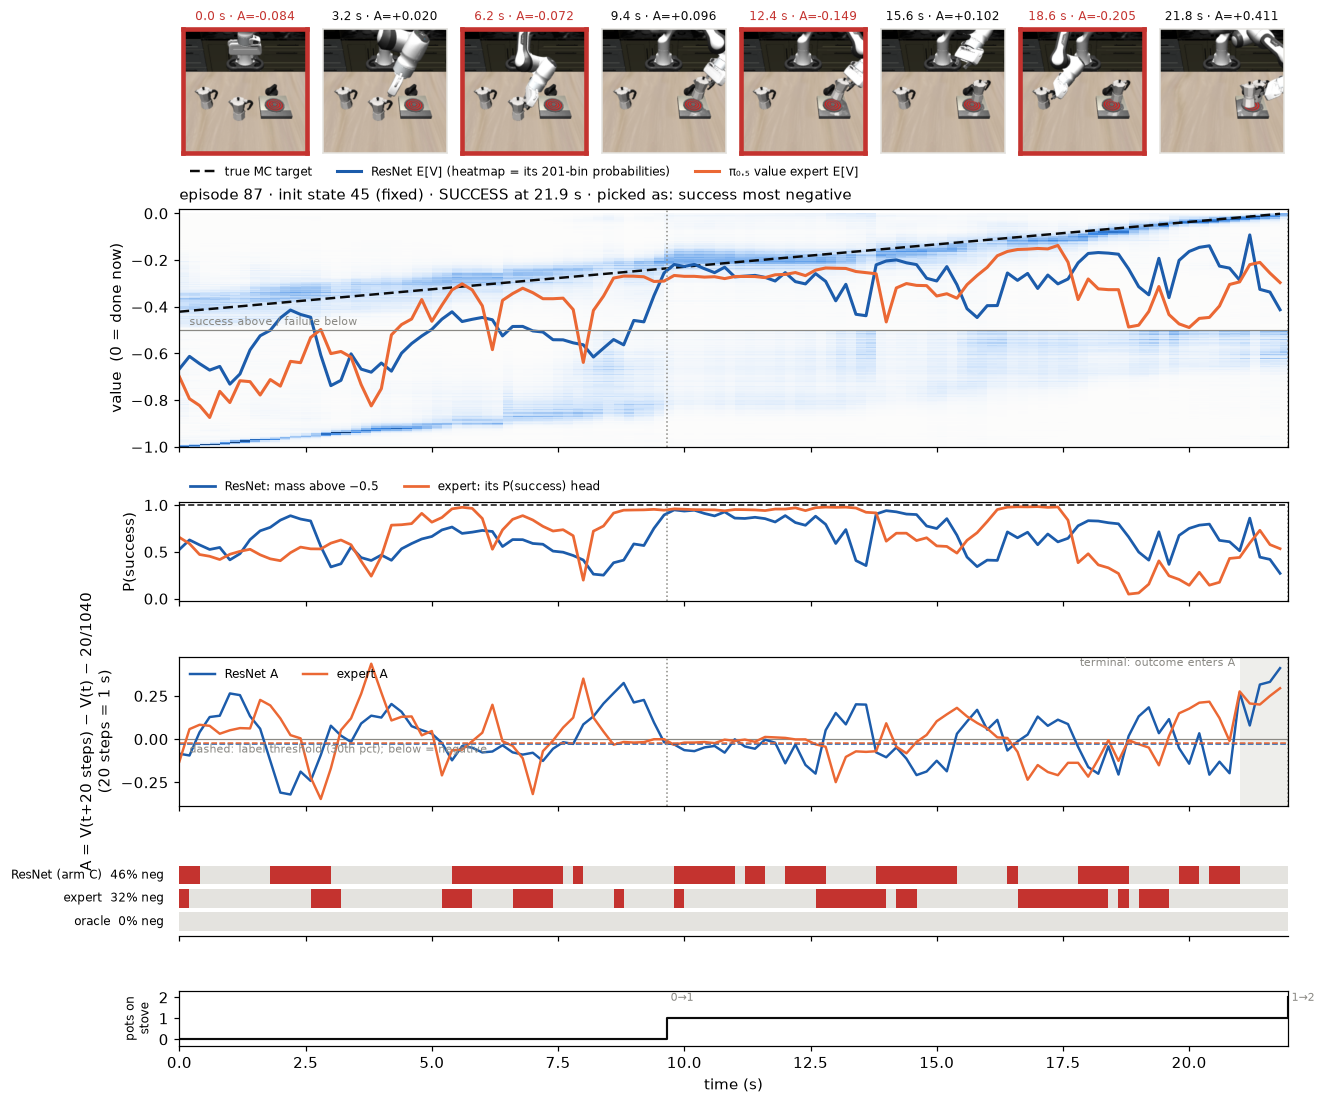 0.0 s · A=-0.084
3.2 s · A=+0.020
6.2 s · A=-0.072
9.4 s · A=+0.096
12.4 s · A=-0.149
15.6 s · A=+0.102
18.6 s · A=-0.205
21.8 s · A=+0.411
true MC target
ResNet E[V] (heatmap = its 201-bin probabilities)
π₀.₅ value expert E[V]
episode 87 · init state 45 (fixed) · SUCCESS at 21.9 s · picked as: success most negative
value (0 = done now)
0.0
−0.2
−0.4
−0.6
−0.8
−1.0
success above / failure below
ResNet: mass above −0.5
expert: its P(success) head
P(success)
1.0
0.5
0.0
A = V(t+20 steps) − V(t) − 20/1040
(20 steps = 1 s)
0.25
0.00
−0.25
ResNet A
expert A
terminal: outcome enters A
dashed: label threshold (30th pct); below = negative
ResNet (arm C) 46% neg
expert 32% neg
oracle 0% neg
pots on
stove
2
1
0
0→1
1→2
0.0
2.5
5.0
7.5
10.0
12.5
15.0
17.5
20.0
time (s)